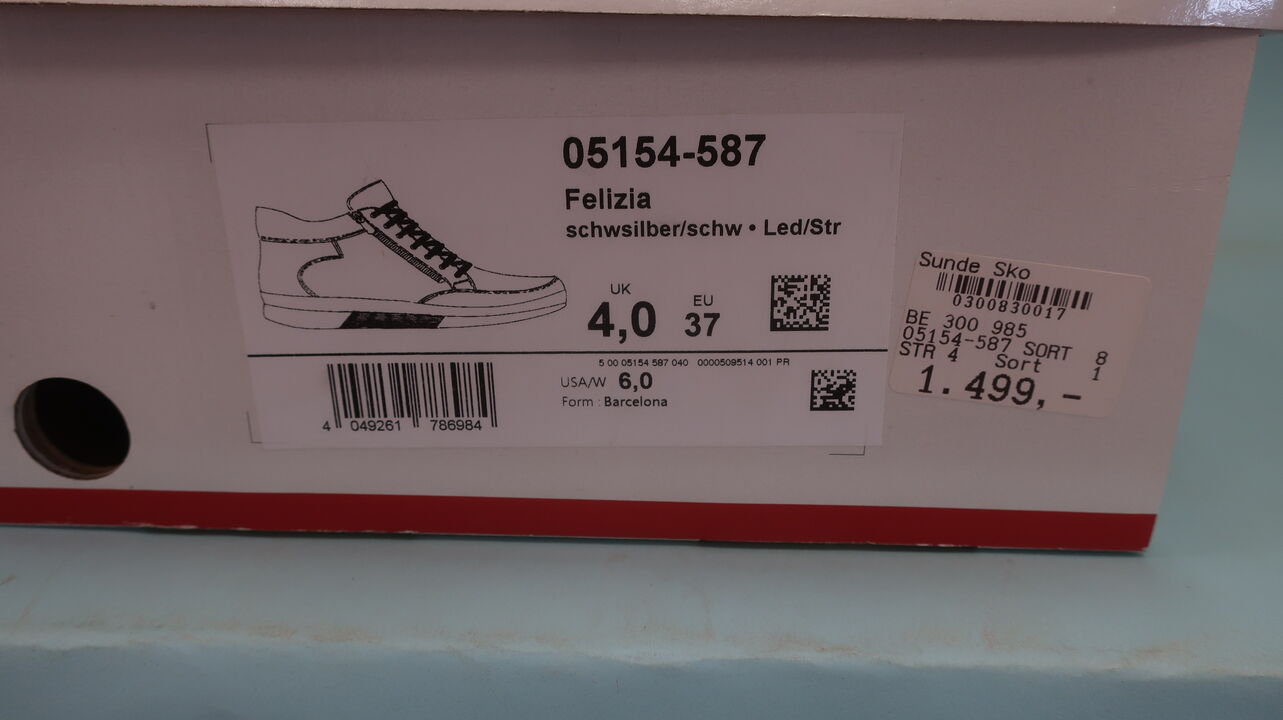 05154-587
Felizia
schwsilber/schw • Led/Str
UK
4,0
EU
37
5 00 05154 587 040 0000509514 001 PR
USA/W 6,0
Form : Barcelona
4 049261 786984
Sunde Sko
0300830017
BE 300 985
05154-587 SORT 8
STR 4 Sort 1
1.499,-